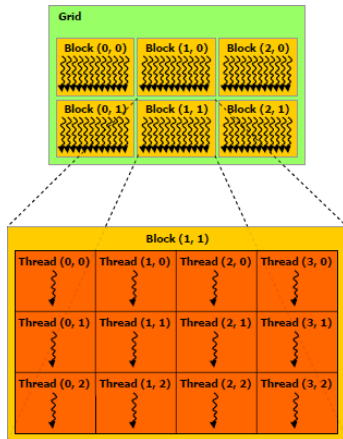 Grid
Block (0, 0) Block (1, 0) Block (2, 0)
Block (0, 1) Block (1, 1) Block (2, 1)
Block (1, 1)
Thread (0, 0) Thread (1, 0) Thread (2, 0) Thread (3, 0)
Thread (0, 1) Thread (1, 1) Thread (2, 1) Thread (3, 1)
Thread (0, 2) Thread (1, 2) Thread (2, 2) Thread (3, 2)